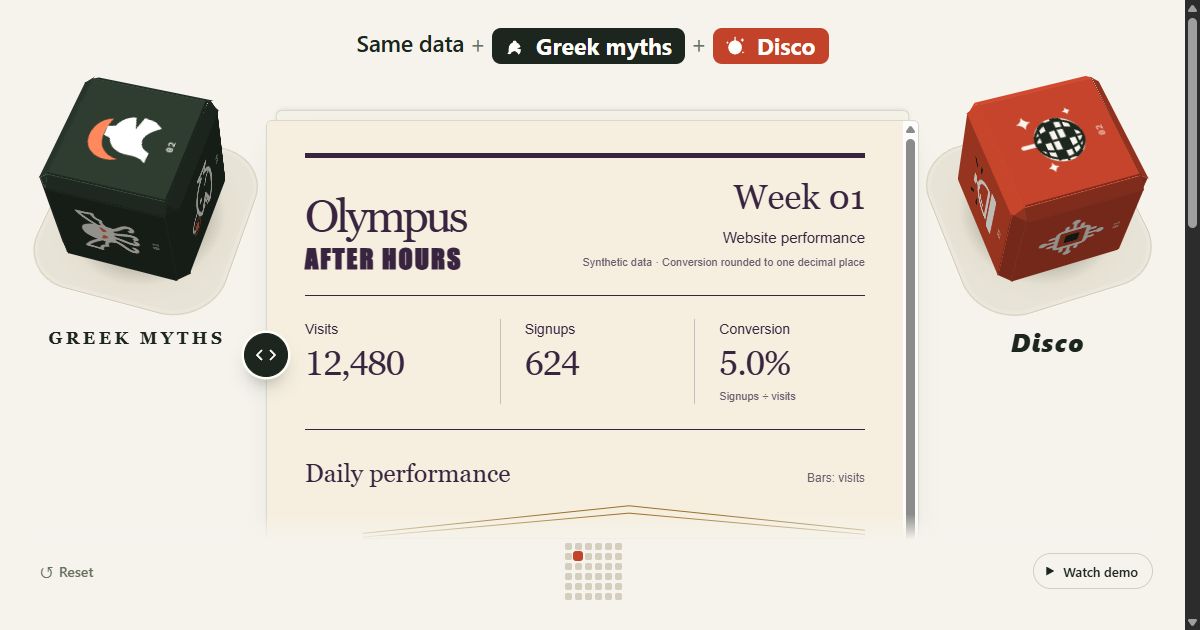 Same data + Greek myths + Disco
Olympus
AFTER HOURS
Week 01
Website performance
Synthetic data · Conversion rounded to one decimal place
GREEK MYTHS
Disco
Visits
12,480
Signups
624
Conversion
5.0%
Signups ÷ visits
Daily performance
Bars: visits
Reset
Watch demo